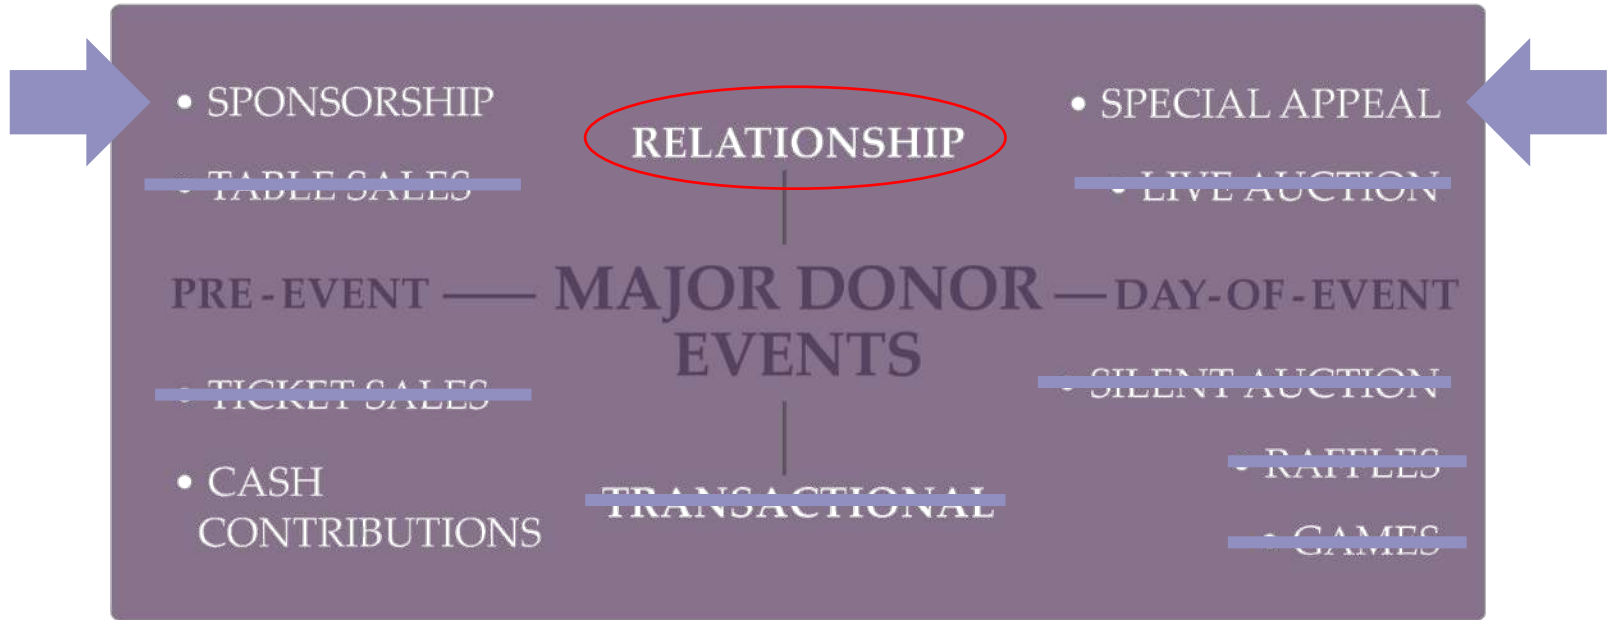 • SPONSORSHIP
• SPECIAL APPEAL
RELATIONSHIP
• TABLE SALES
• LIVE AUCTION
PRE-EVENT — MAJOR DONOR — DAY-OF-EVENT
EVENTS
• TICKET SALES
• SILENT AUCTION
• RAFFLES
• CASH
CONTRIBUTIONS
TRANSACTIONAL
• GAMES